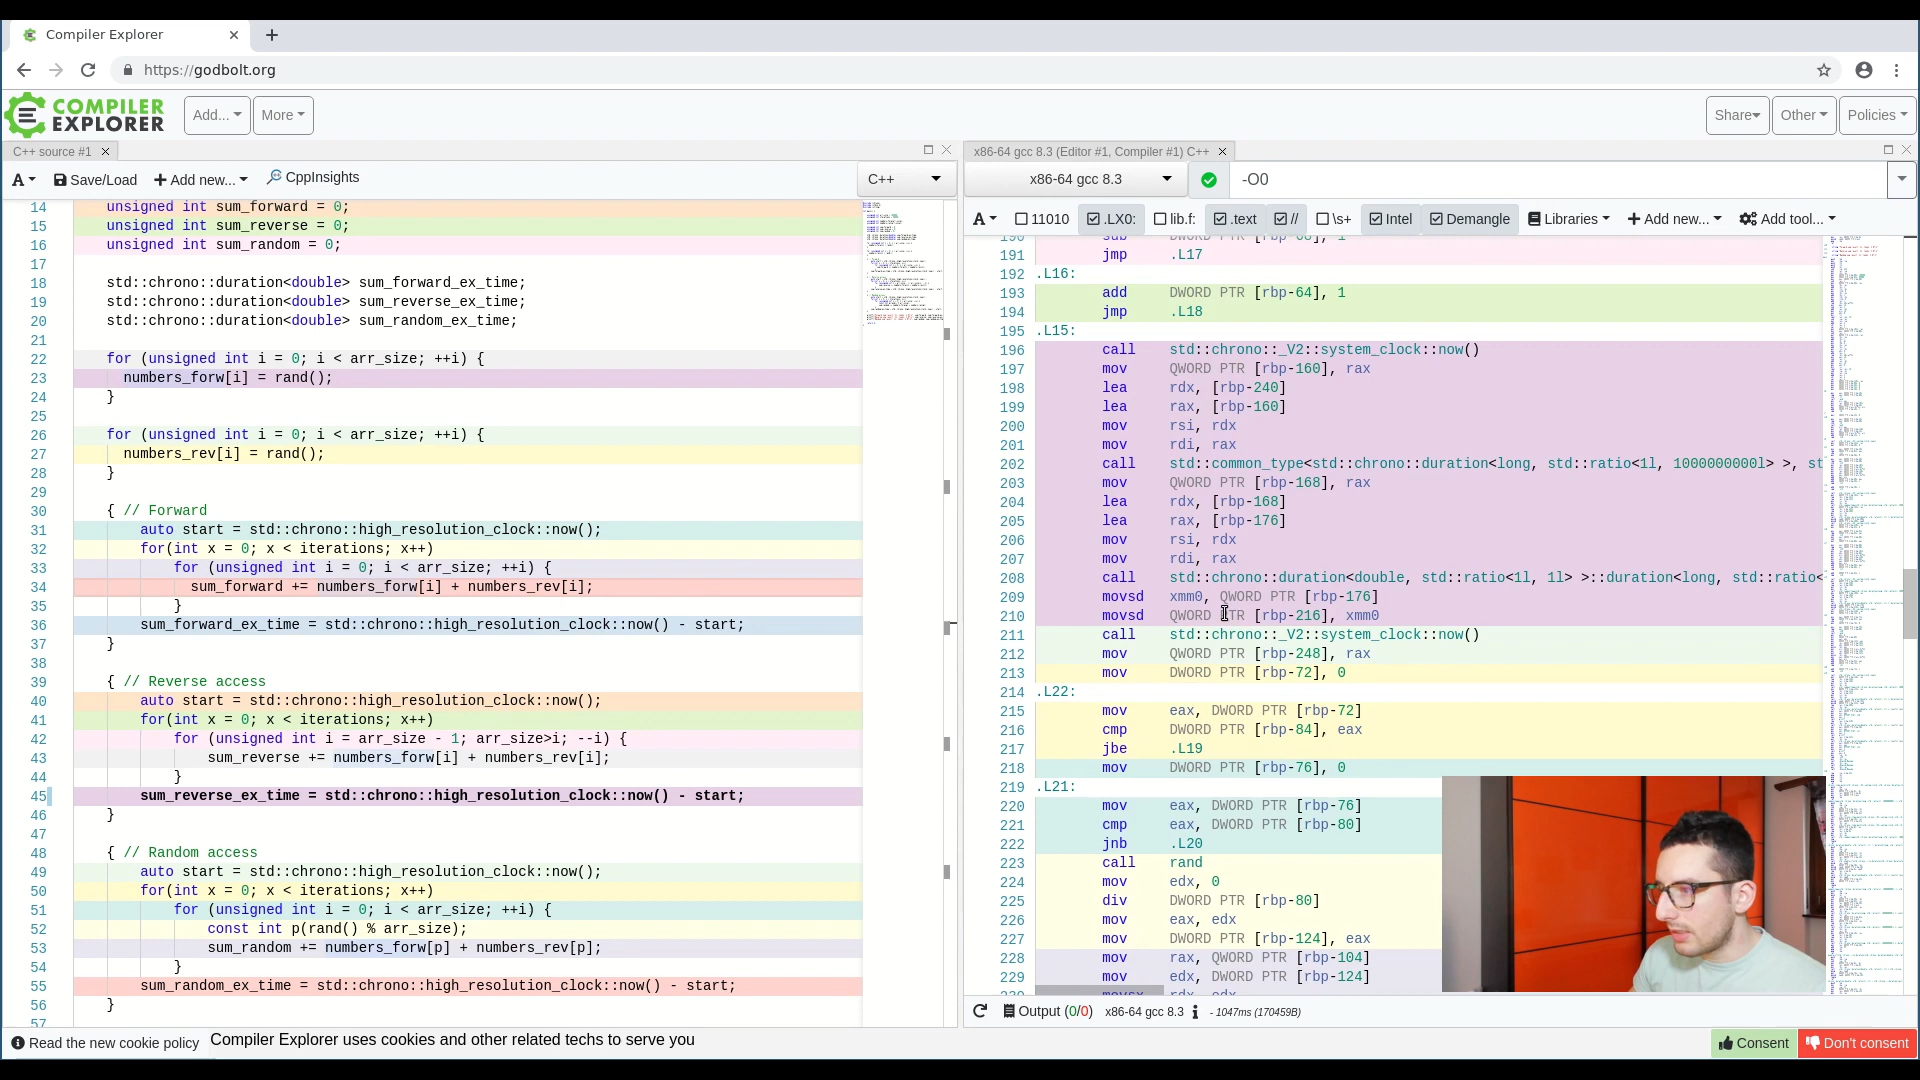 Compiler Explorer
https://godbolt.org
COMPILER
EXPLORER
Add...
More
Share
Other
Policies
C++ source #1
x86-64 gcc 8.3 (Editor #1, Compiler #1) C++
A
Save/Load
Add new...
CppInsights
C++
x86-64 gcc 8.3
-O0
A
11010
.LX0:
lib.f:
.text
//
\s+
Intel
Demangle
Libraries
Add new...
Add tool...
14 unsigned int sum_forward = 0;
15 unsigned int sum_reverse = 0;
16 unsigned int sum_random = 0;
17
18 std::chrono::duration<double> sum_forward_ex_time;
19 std::chrono::duration<double> sum_reverse_ex_time;
20 std::chrono::duration<double> sum_random_ex_time;
21
22 for (unsigned int i = 0; i < arr_size; ++i) {
23 numbers_forw[i] = rand();
24 }
25
26 for (unsigned int i = 0; i < arr_size; ++i) {
27 numbers_rev[i] = rand();
28 }
29
30 { // Forward
31 auto start = std::chrono::high_resolution_clock::now();
32 for(int x = 0; x < iterations; x++)
33 for (unsigned int i = 0; i < arr_size; ++i) {
34 sum_forward += numbers_forw[i] + numbers_rev[i];
35 }
36 sum_forward_ex_time = std::chrono::high_resolution_clock::now() - start;
37 }
38
39 { // Reverse access
40 auto start = std::chrono::high_resolution_clock::now();
41 for(int x = 0; x < iterations; x++)
42 for (unsigned int i = arr_size - 1; arr_size>i; --i) {
43 sum_reverse += numbers_forw[i] + numbers_rev[i];
44 }
45 sum_reverse_ex_time = std::chrono::high_resolution_clock::now() - start;
46 }
47
48 { // Random access
49 auto start = std::chrono::high_resolution_clock::now();
50 for(int x = 0; x < iterations; x++)
51 for (unsigned int i = 0; i < arr_size; ++i) {
52 const int p(rand() % arr_size);
53 sum_random += numbers_forw[p] + numbers_rev[p];
54 }
55 sum_random_ex_time = std::chrono::high_resolution_clock::now() - start;
56 }
57
190 sub DWORD PTR [rbp-68], 1
191 jmp .L17
192 .L16:
193 add DWORD PTR [rbp-64], 1
194 jmp .L18
195 .L15:
196 call std::chrono::_V2::system_clock::now()
197 mov QWORD PTR [rbp-160], rax
198 lea rdx, [rbp-240]
199 lea rax, [rbp-160]
200 mov rsi, rdx
201 mov rdi, rax
202 call std::common_type<std::chrono::duration<long, std::ratio<1l, 1000000000l> >, st
203 mov QWORD PTR [rbp-168], rax
204 lea rdx, [rbp-168]
205 lea rax, [rbp-176]
206 mov rsi, rdx
207 mov rdi, rax
208 call std::chrono::duration<double, std::ratio<1l, 1l> >::duration<long, std::ratio<
209 movsd xmm0, QWORD PTR [rbp-176]
210 movsd QWORD PTR [rbp-216], xmm0
211 call std::chrono::_V2::system_clock::now()
212 mov QWORD PTR [rbp-248], rax
213 mov DWORD PTR [rbp-72], 0
214 .L22:
215 mov eax, DWORD PTR [rbp-72]
216 cmp DWORD PTR [rbp-84], eax
217 jbe .L19
218 mov DWORD PTR [rbp-76], 0
219 .L21:
220 mov eax, DWORD PTR [rbp-76]
221 cmp eax, DWORD PTR [rbp-80]
222 jnb .L20
223 call rand
224 mov edx, 0
225 div DWORD PTR [rbp-80]
226 mov eax, edx
227 mov DWORD PTR [rbp-124], eax
228 mov rax, QWORD PTR [rbp-104]
229 mov edx, DWORD PTR [rbp-124]
230 movsx rdx, edx
Output (0/0) x86-64 gcc 8.3 - 1047ms (170459B)
Read the new cookie policy Compiler Explorer uses cookies and other related techs to serve you
Consent
Don't consent